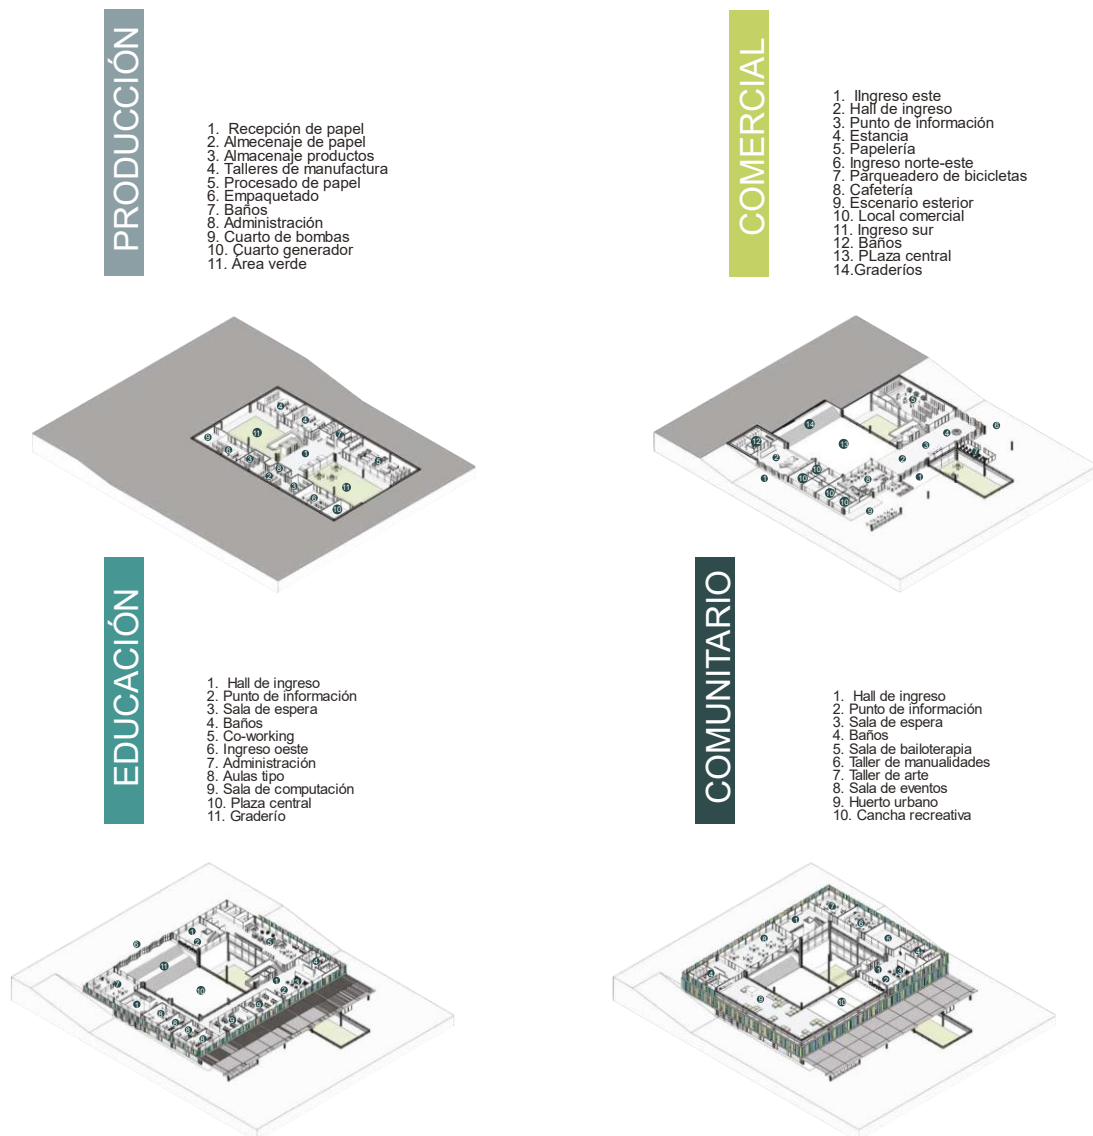 PRODUCCIÓN
1. Recepción de papel
2. Almecenaje de papel
3. Almacenaje productos
4. Talleres de manufactura
5. Procesado de papel
6. Empaquetado
7. Baños
8. Administración
9. Cuarto de bombas
10. Cuarto generador
11. Área verde
COMERCIAL
1. IIngreso este
2. Hall de ingreso
3. Punto de información
4. Estancia
5. Papelería
6. Ingreso norte-este
7. Parqueadero de bicicletas
8. Cafetería
9. Escenario esterior
10. Local comercial
11. Ingreso sur
12. Baños
13. PLaza central
14.Graderíos
EDUCACIÓN
1. Hall de ingreso
2. Punto de información
3. Sala de espera
4. Baños
5. Co-working
6. Ingreso oeste
7. Administración
8. Aulas tipo
9. Sala de computación
10. Plaza central
11. Graderío
COMUNITARIO
1. Hall de ingreso
2. Punto de información
3. Sala de espera
4. Baños
5. Sala de bailoterapia
6. Taller de manualidades
7. Taller de arte
8. Sala de eventos
9. Huerto urbano
10. Cancha recreativa